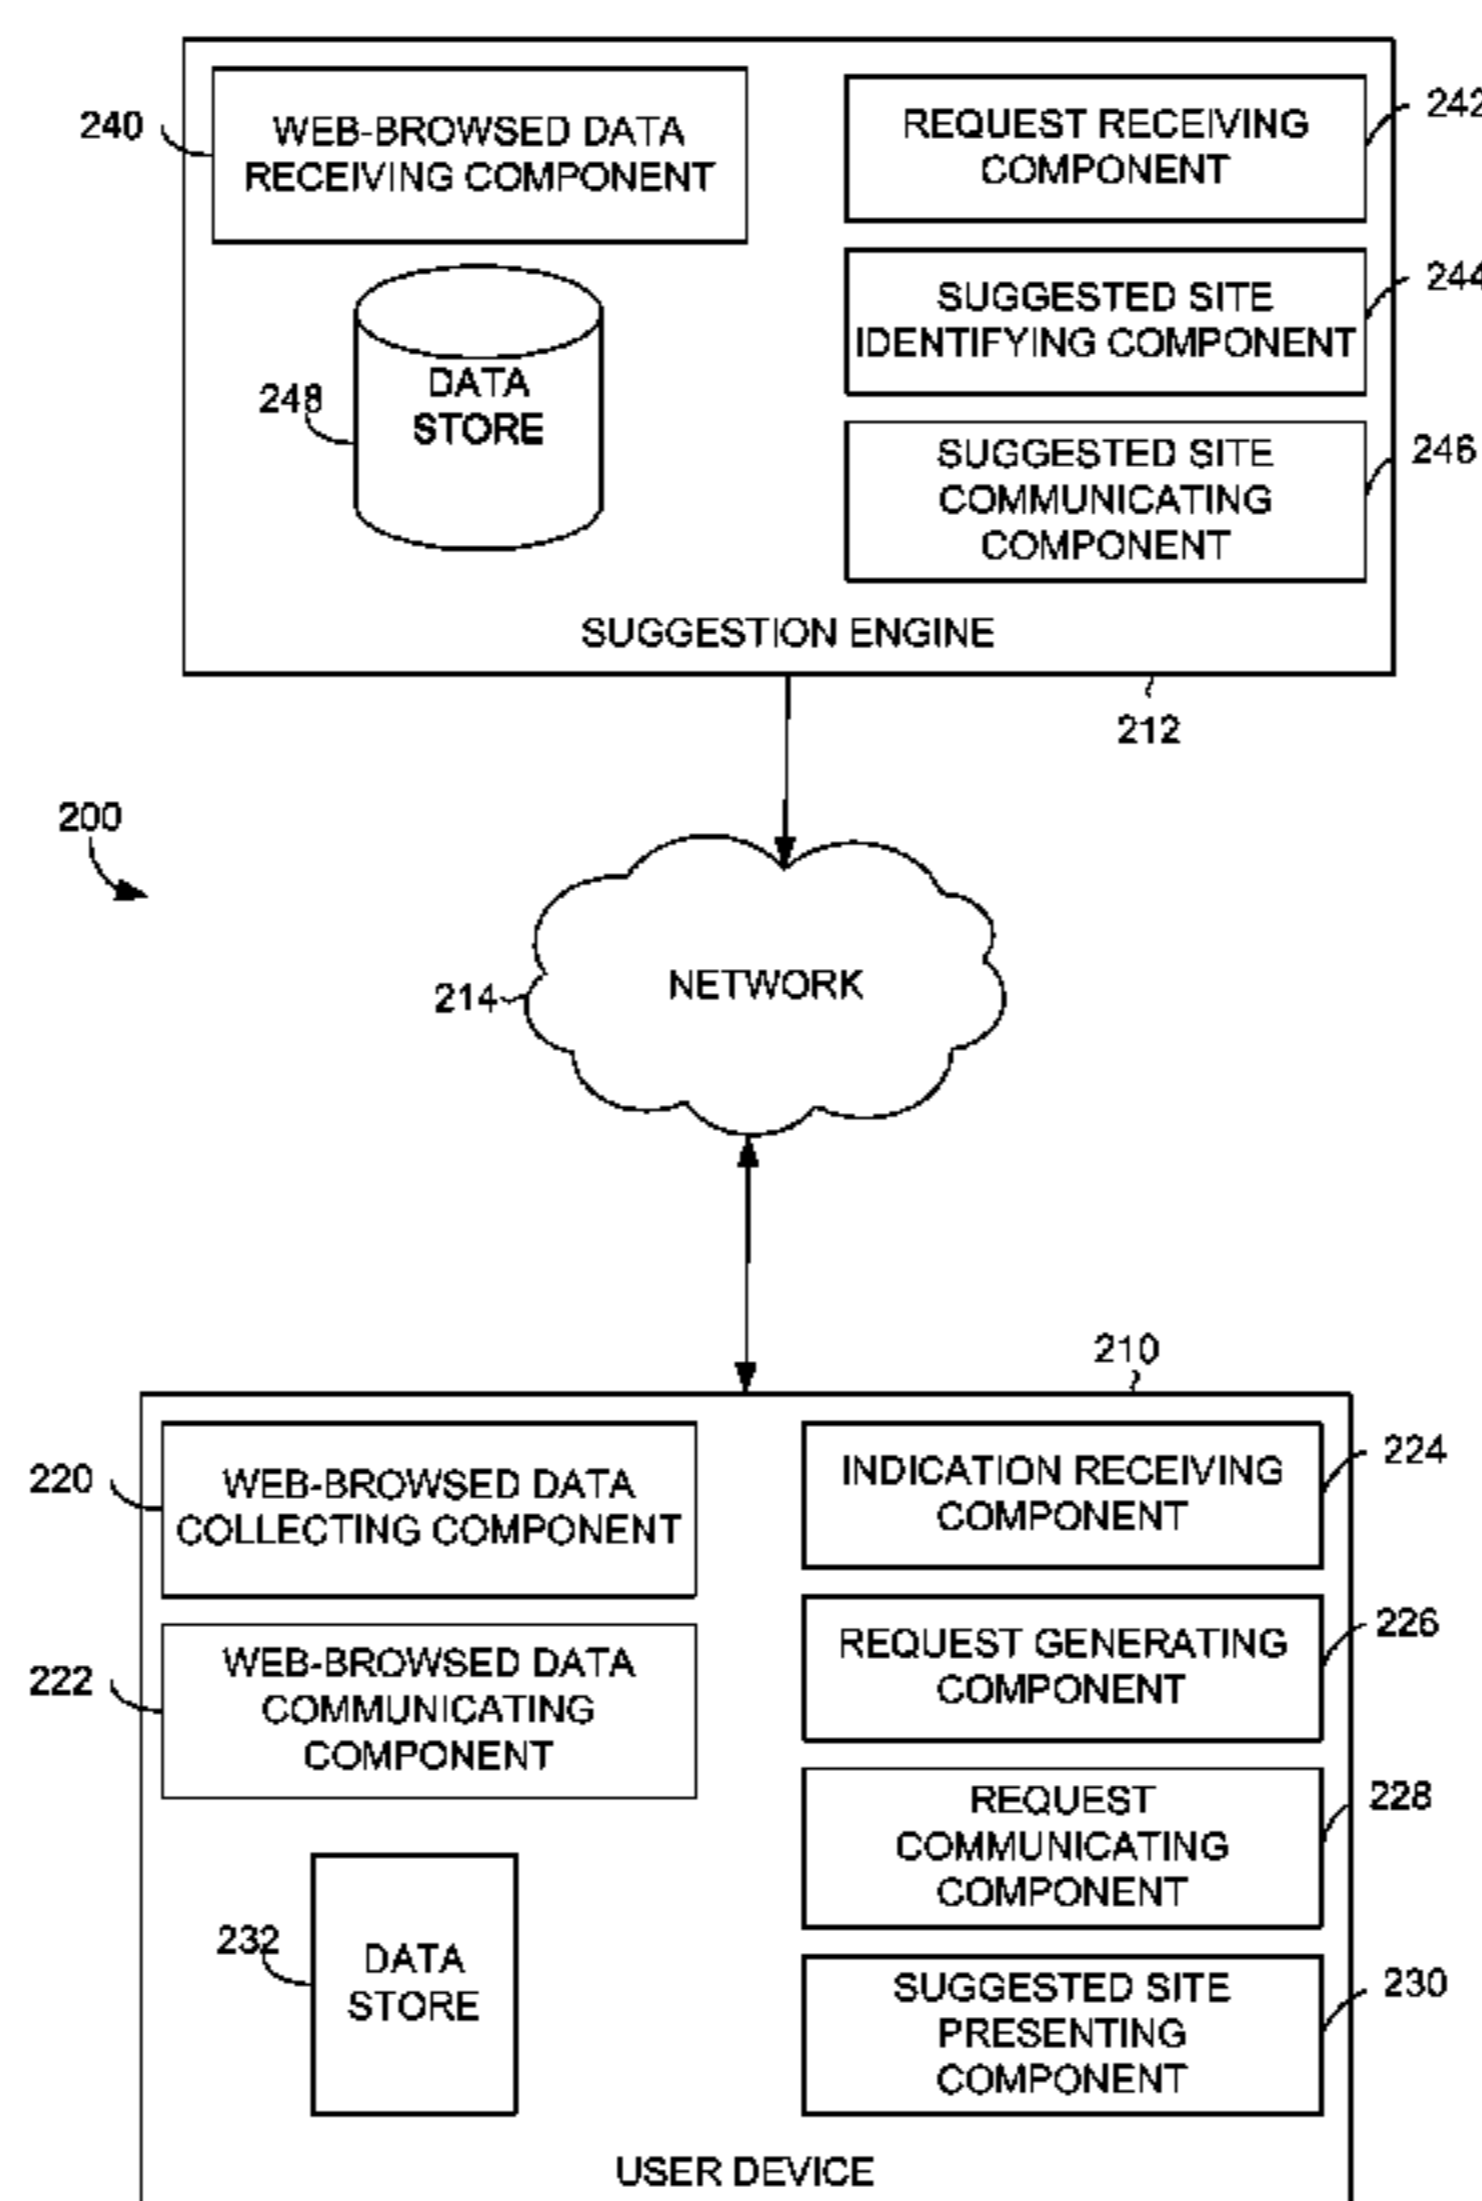 240
WEB-BROWSED DATA
RECEIVING COMPONENT
REQUEST RECEIVING
COMPONENT
242
SUGGESTED SITE
IDENTIFYING COMPONENT
244
248
DATA
STORE
SUGGESTED SITE
COMMUNICATING
COMPONENT
246
SUGGESTION ENGINE
212
200
214
NETWORK
210
220
WEB-BROWSED DATA
COLLECTING COMPONENT
INDICATION RECEIVING
COMPONENT
224
222
WEB-BROWSED DATA
COMMUNICATING
COMPONENT
REQUEST GENERATING
COMPONENT
226
REQUEST
COMMUNICATING
COMPONENT
228
232
DATA
STORE
SUGGESTED SITE
PRESENTING
COMPONENT
230
USER DEVICE